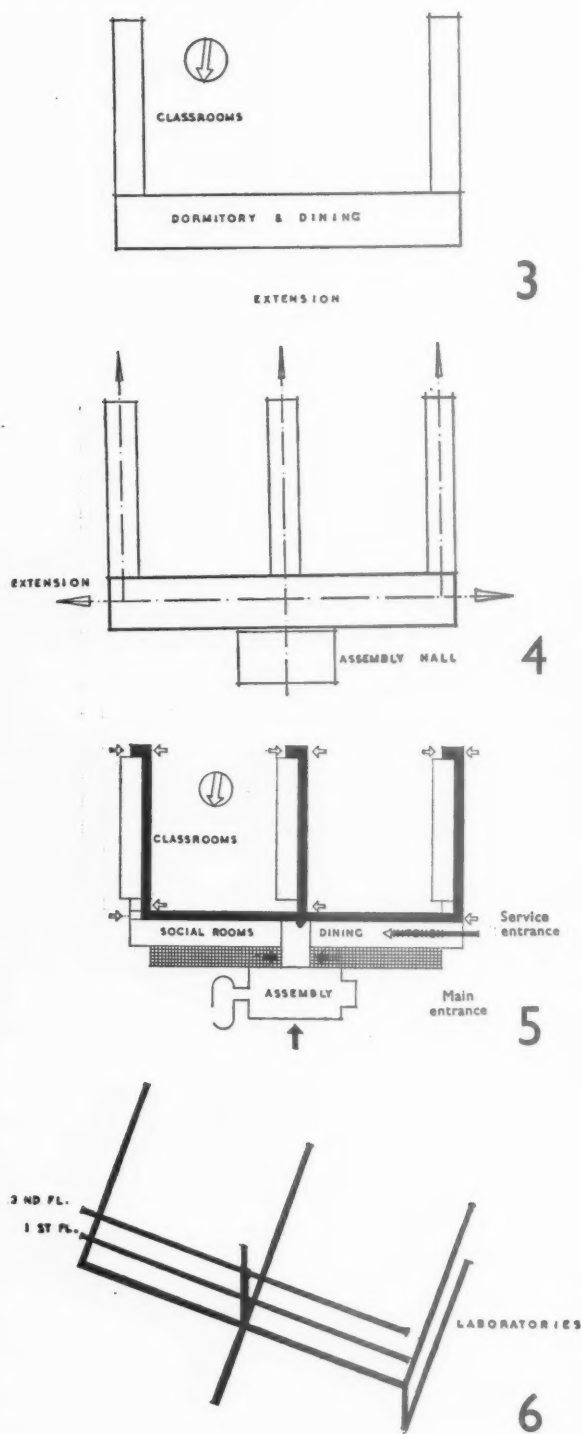 CLASSROOMS
DORMITORY & DINING
3
EXTENSION
EXTENSION
ASSEMBLY HALL
4
CLASSROOMS
SOCIAL ROOMS
DINING
KITCHEN
Service
entrance
ASSEMBLY
Main
entrance
5
2 ND FL.
1 ST FL.
LABORATORIES
6